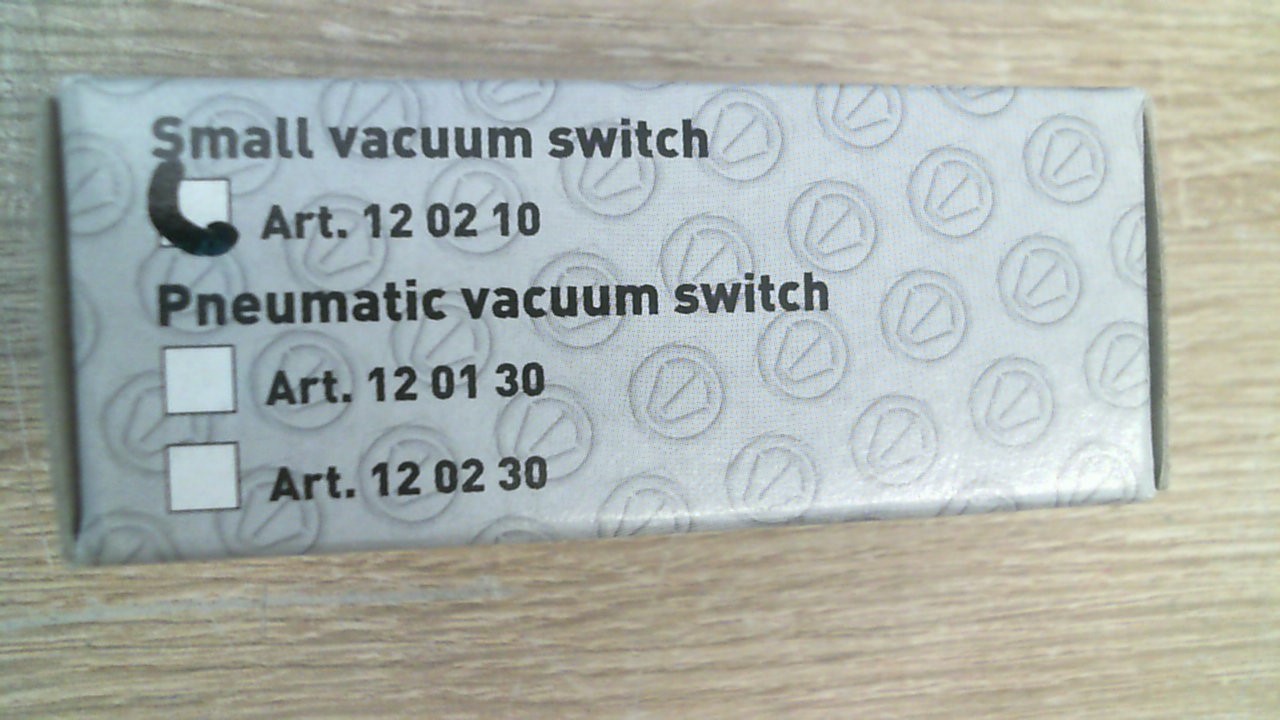 Small vacuum switch
Art. 12 02 10
Pneumatic vacuum switch
Art. 12 01 30
Art. 12 02 30